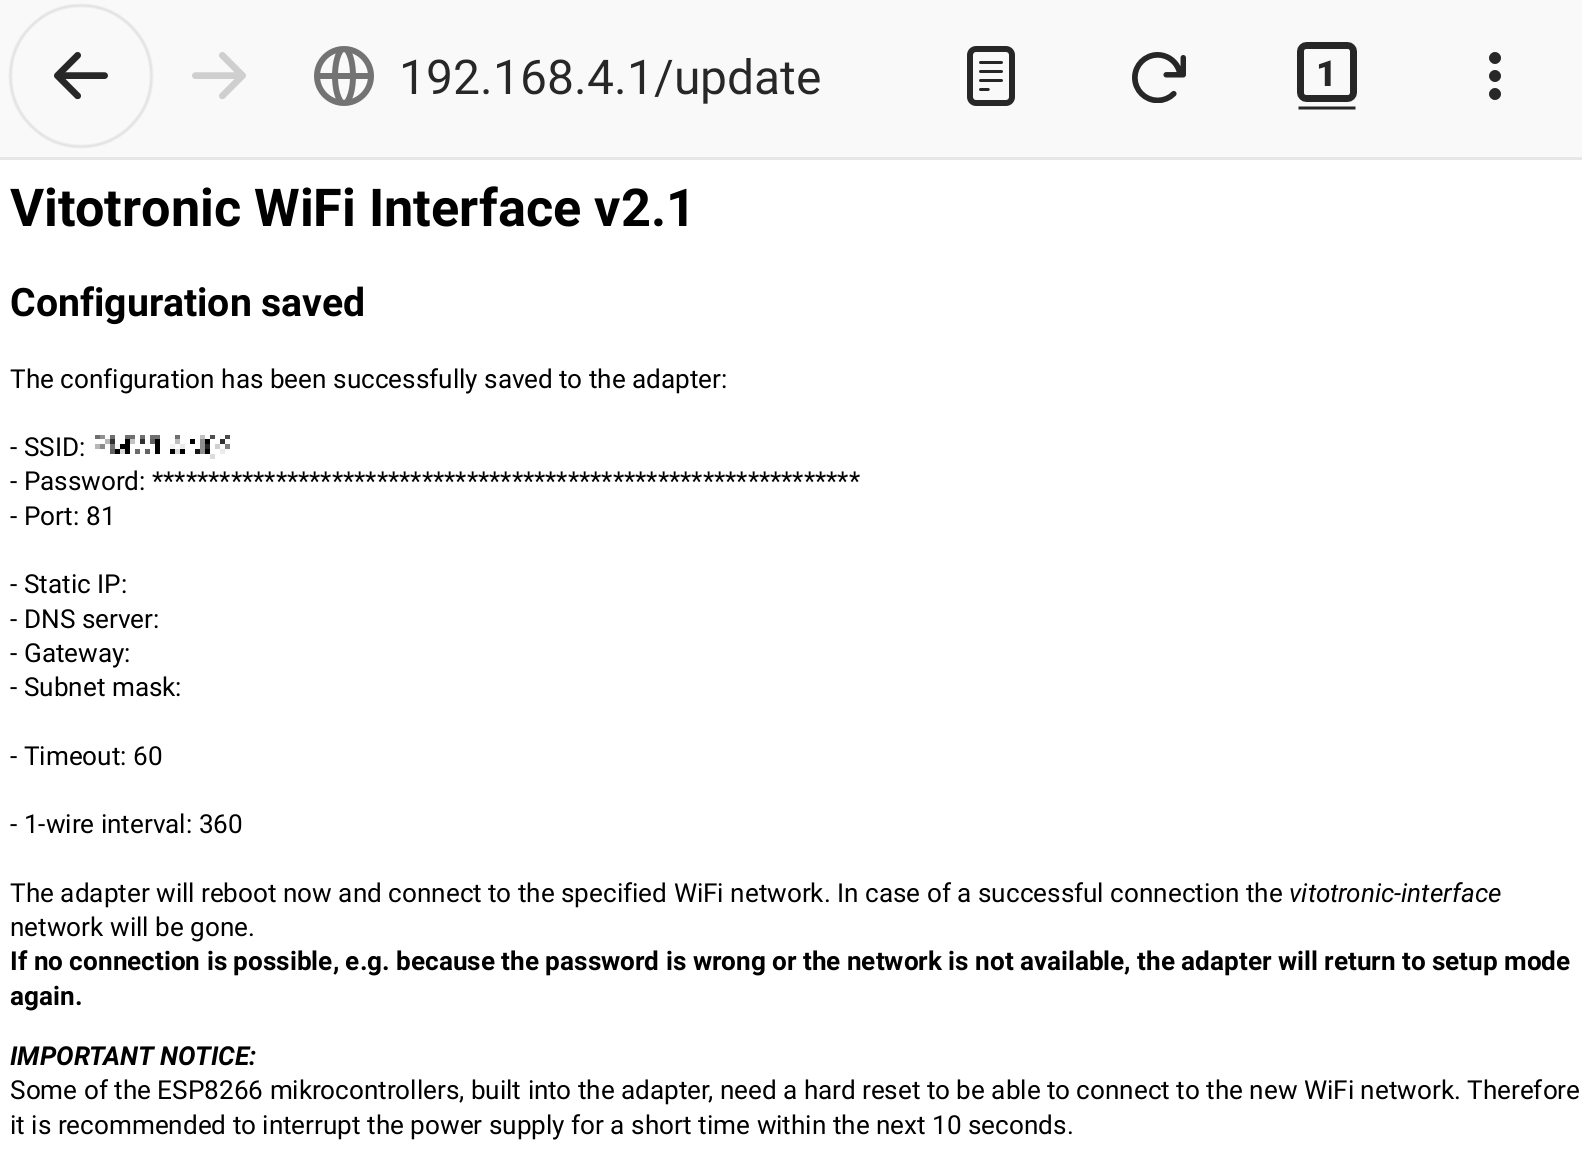 192.168.4.1/update
1
Vitotronic WiFi Interface v2.1
Configuration saved
The configuration has been successfully saved to the adapter:
- SSID:
- Password: ***************************************************************
- Port: 81
- Static IP:
- DNS server:
- Gateway:
- Subnet mask:
- Timeout: 60
- 1-wire interval: 360
The adapter will reboot now and connect to the specified WiFi network. In case of a successful connection the vitotronic-interface
network will be gone.
If no connection is possible, e.g. because the password is wrong or the network is not available, the adapter will return to setup mode
again.
IMPORTANT NOTICE:
Some of the ESP8266 mikrocontrollers, built into the adapter, need a hard reset to be able to connect to the new WiFi network. Therefore
it is recommended to interrupt the power supply for a short time within the next 10 seconds.